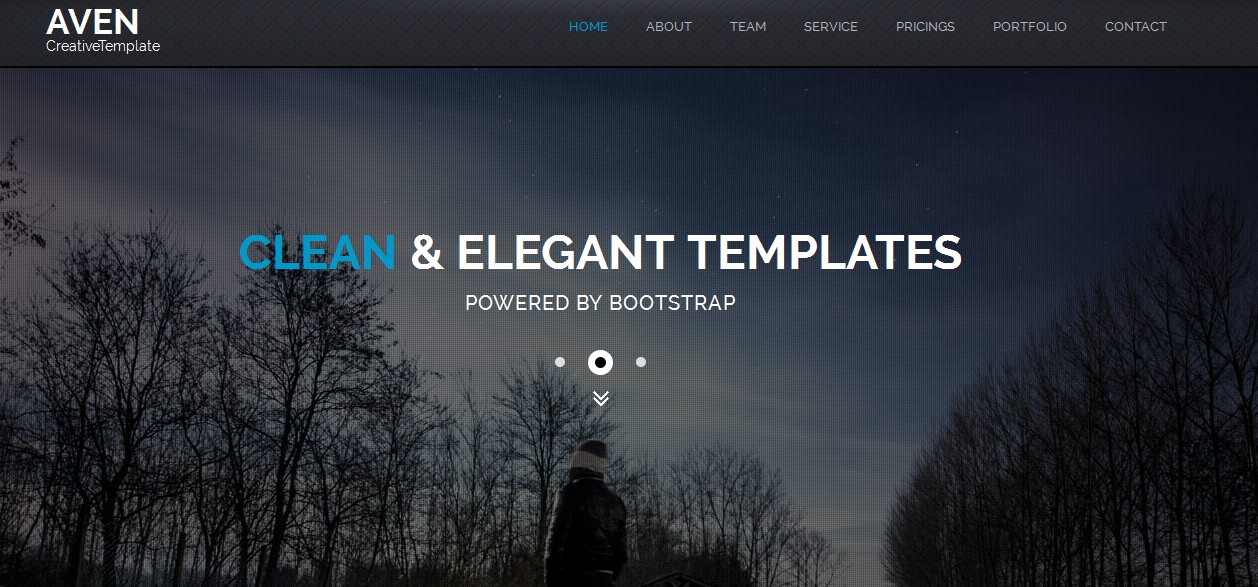 AVEN
CreativeTemplate
HOME ABOUT TEAM SERVICE PRICINGS PORTFOLIO CONTACT
CLEAN & ELEGANT TEMPLATES
POWERED BY BOOTSTRAP